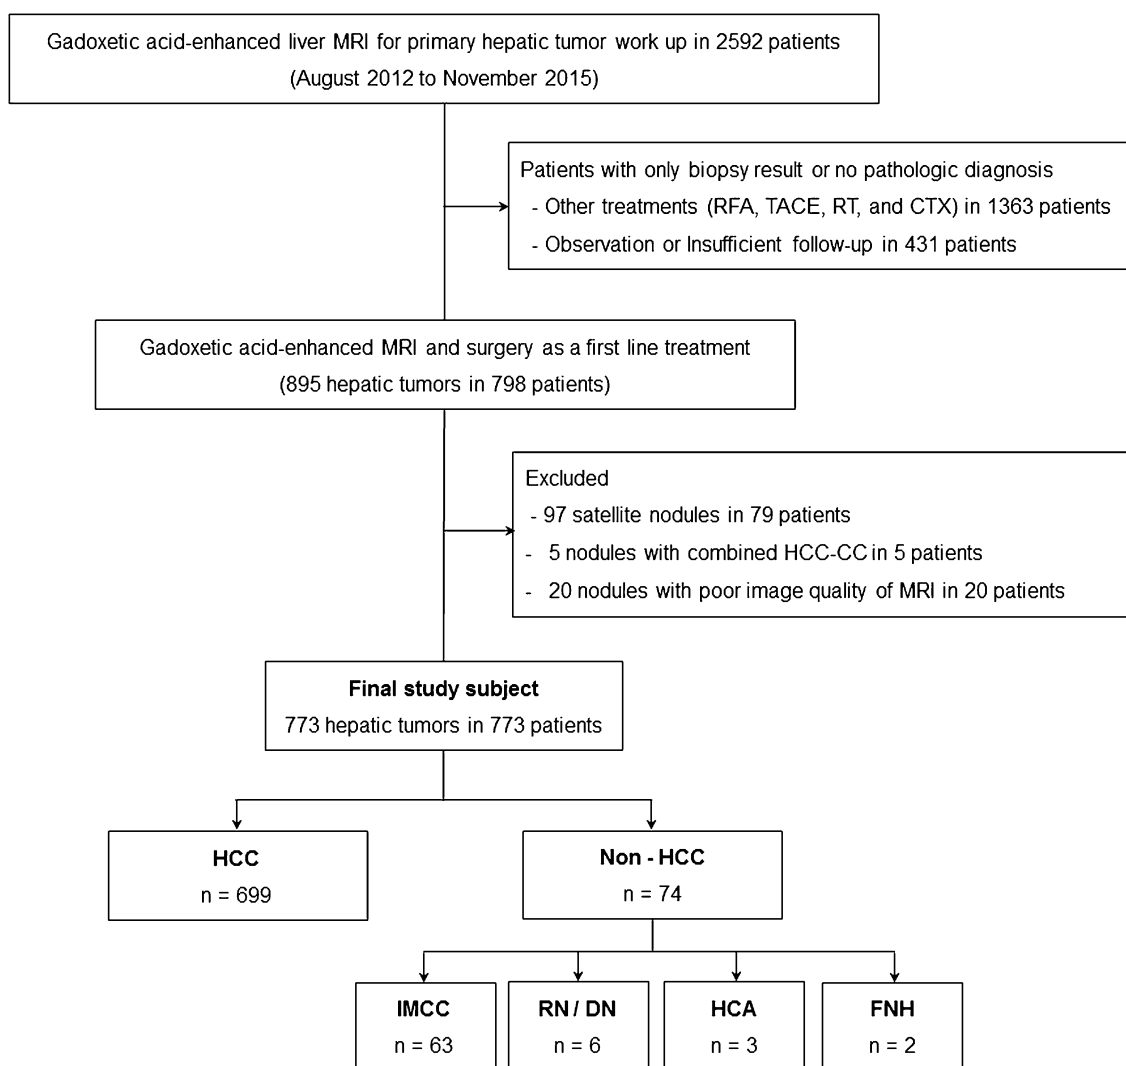 Gadoxetic acid-enhanced liver MRI for primary hepatic tumor work up in 2592 patients
(August 2012 to November 2015)
Patients with only biopsy result or no pathologic diagnosis
- Other treatments (RFA, TACE, RT, and CTX) in 1363 patients
- Observation or Insufficient follow-up in 431 patients
Gadoxetic acid-enhanced MRI and surgery as a first line treatment
(895 hepatic tumors in 798 patients)
Excluded
- 97 satellite nodules in 79 patients
- 5 nodules with combined HCC-CC in 5 patients
- 20 nodules with poor image quality of MRI in 20 patients
Final study subject
773 hepatic tumors in 773 patients
HCC
n = 699
Non - HCC
n = 74
IMCC
n = 63
RN / DN
n = 6
HCA
n = 3
FNH
n = 2